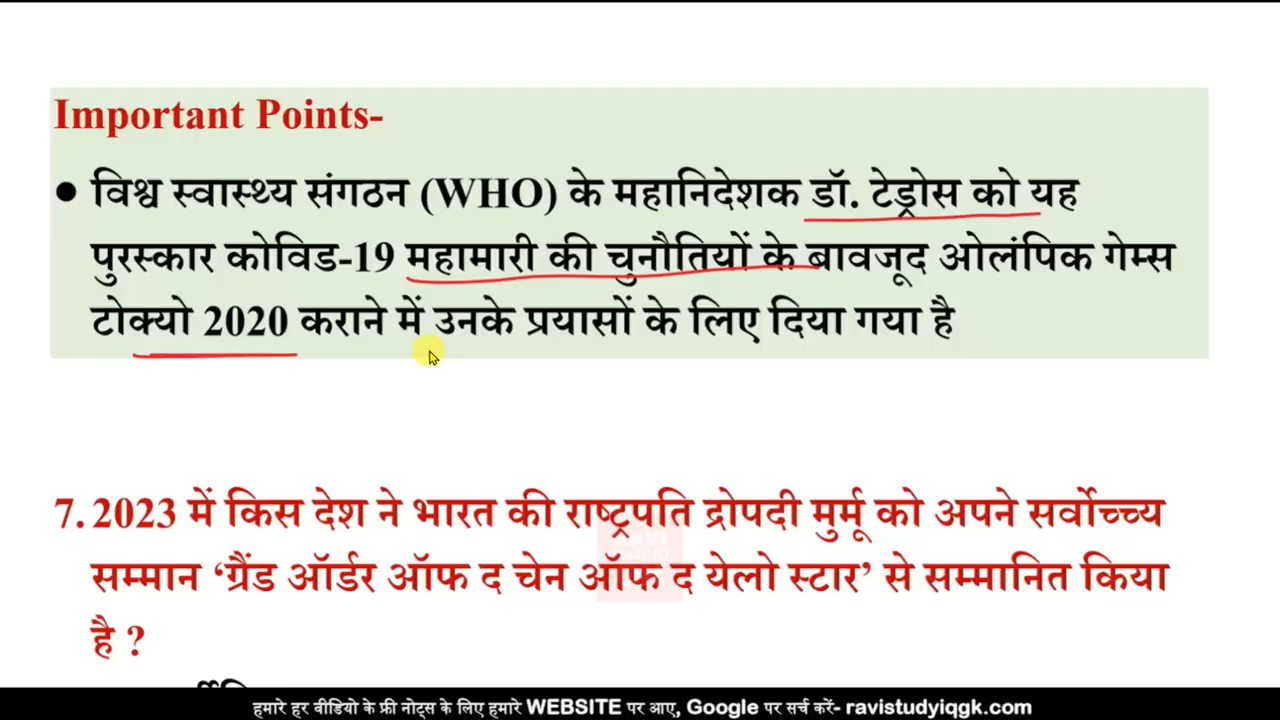 Important Points-
● विश्व स्वास्थ्य संगठन (WHO) के महानिदेशक डॉ. टेड्रोस को यह
पुरस्कार कोविड-19 महामारी की चुनौतियों के बावजूद ओलंपिक गेम्स
टोक्यो 2020 कराने में उनके प्रयासों के लिए दिया गया है
7. 2023 में किस देश ने भारत की राष्ट्रपति द्रोपदी मुर्मू को अपने सर्वोच्च्य
सम्मान ‘ग्रैंड ऑर्डर ऑफ द चेन ऑफ द येलो स्टार’ से सम्मानित किया
है ?
हमारे हर वीडियो के फ्री नोट्स के लिए हमारे WEBSITE पर आए, Google पर सर्च करें- ravistudyiqgk.com